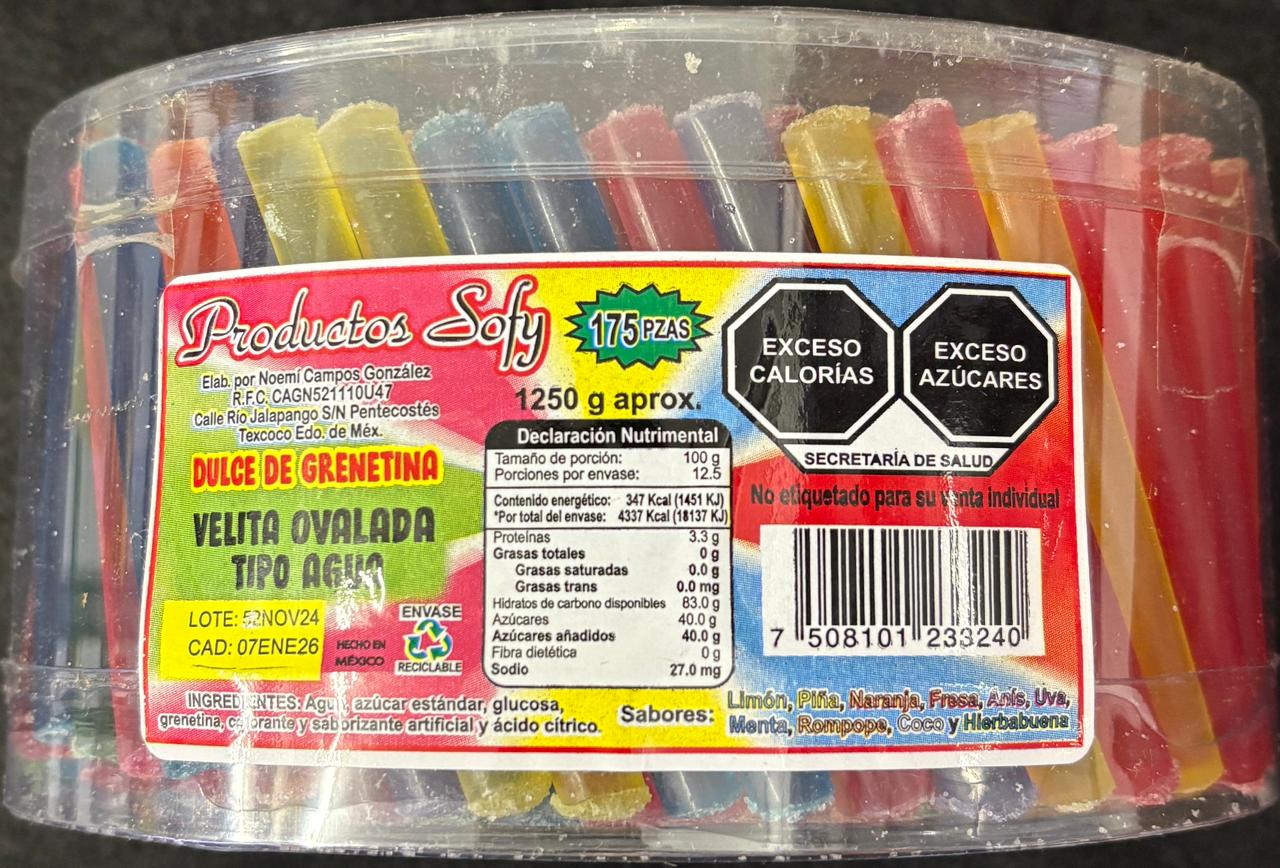 Productos Sofy
Elab. por Noemí Campos González
R.F.C. CAGN521110U47
Calle Río Jalapango S/N Pentecostés
Texcoco Edo. de Méx.
DULCE DE GRENETINA
VELITA OVALADA
TIPO AGUA
LOTE: 52NOV24
CAD: 07ENE26
HECHO EN
MÉXICO
ENVASE
RECICLABLE
175 PZAS
1250 g aprox.
Declaración Nutrimental
Tamaño de porción: 100 g
Porciones por envase: 12.5
Contenido energético: 347 Kcal (1451 KJ)
*Por total del envase: 4337 Kcal (18137 KJ)
Proteínas 3.3 g
Grasas totales 0 g
Grasas saturadas 0.0 g
Grasas trans 0.0 mg
Hidratos de carbono disponibles 83.0 g
Azúcares 40.0 g
Azúcares añadidos 40.0 g
Fibra dietética 0 g
Sodio 27.0 mg
EXCESO
CALORÍAS
EXCESO
AZÚCARES
SECRETARÍA DE SALUD
No etiquetado para su venta individual
7 508101 233240
INGREDIENTES: Agua, azúcar estándar, glucosa,
grenetina, colorante y saborizante artificial y ácido cítrico.
Sabores: Limón, Piña, Naranja, Fresa, Anís, Uva,
Menta, Rompope, Coco y Hierbabuena